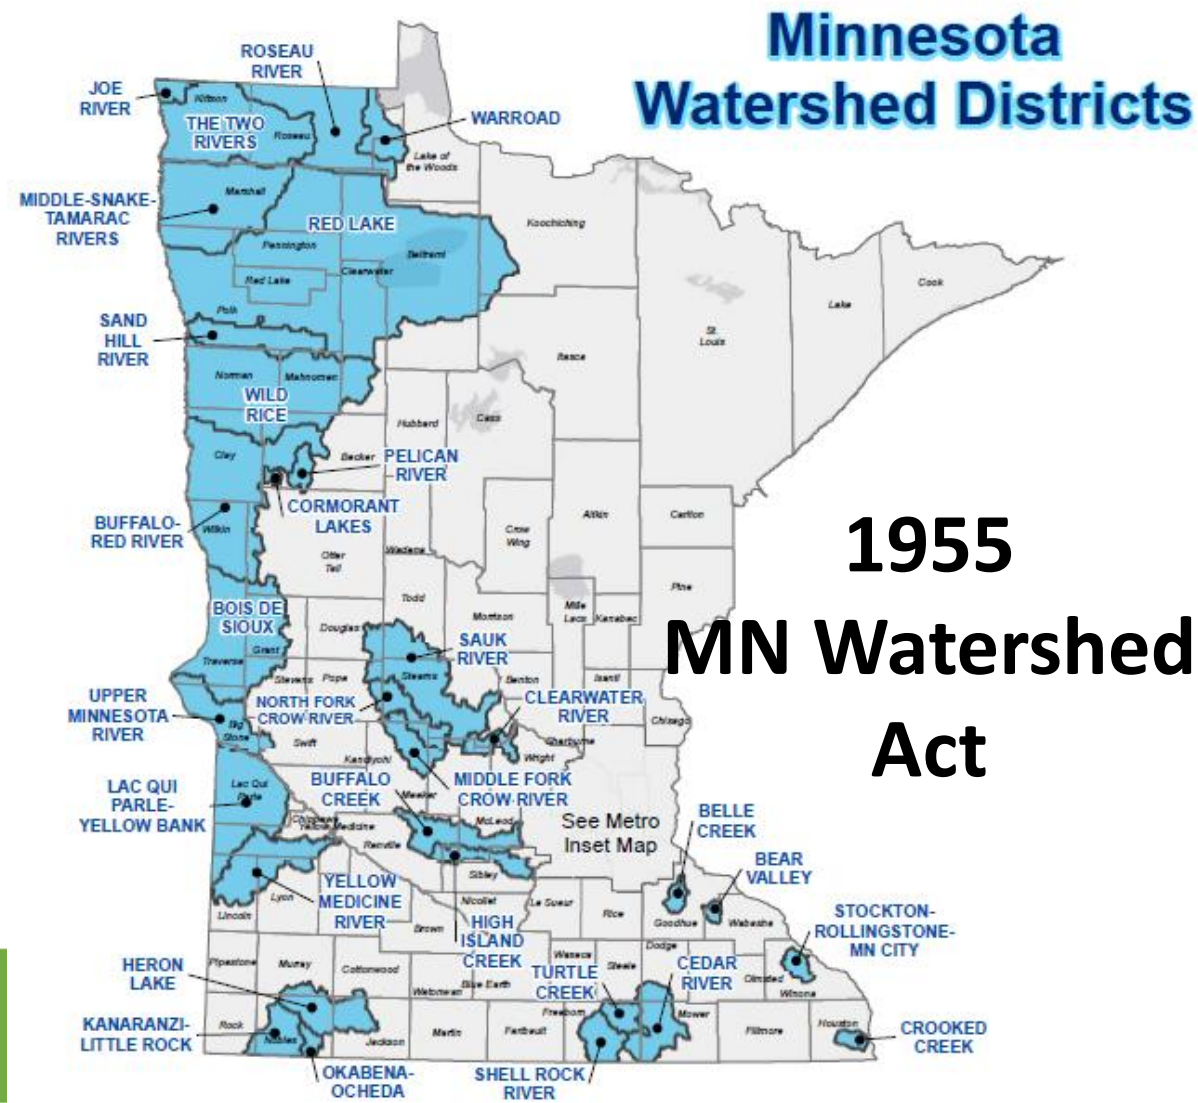 Minnesota
Watershed Districts
ROSEAU
RIVER
JOE
RIVER
Kittson
THE TWO
RIVERS
Roseau
WARROAD
Lake of
the Woods
MIDDLE-SNAKE-
TAMARAC
RIVERS
Marshall
RED LAKE
Koochiching
Pennington
Beltrami
Clearwater
Red Lake
Cook
Lake
Polk
St.
Louis
SAND
HILL
RIVER
Itasca
Norman
Mahnomen
WILD
RICE
Hubbard
Cass
Clay
Becker
PELICAN
RIVER
CORMORANT
LAKES
BUFFALO-
RED RIVER
Wilkin
Aitkin
Carlton
Crow
Wing
1955
MN Watershed
Act
Otter
Tail
Wadena
Pine
Todd
Mille
Lacs
Kanabec
Morrison
BOIS DE
SIOUX
Douglas
Grant
Traverse
SAUK
RIVER
Stearns
Stevens
Pope
Benton
Isanti
UPPER
MINNESOTA
RIVER
NORTH FORK
CROW RIVER
CLEARWATER
RIVER
Big
Stone
Chisago
Swift
Sherburne
Kandiyohi
Wright
LAC QUI
PARLE-
YELLOW BANK
Lac Qui
Parle
BUFFALO
CREEK
MIDDLE FORK
CROW RIVER
Meeker
McLeod
Chippewa
Yellow Medicine
Renville
See Metro
Inset Map
BELLE
CREEK
BEAR
VALLEY
Sibley
YELLOW
MEDICINE
RIVER
Lyon
Lincoln
Nicollet
Le Sueur
Rice
Goodhue
Wabasha
STOCKTON-
ROLLINGSTONE-
MN CITY
Brown
HIGH
ISLAND
CREEK
Dodge
Waseca
Steele
Olmsted
Winona
HERON
LAKE
Pipestone
Murray
Cottonwood
Watonwan
Blue Earth
TURTLE
CREEK
CEDAR
RIVER
Freeborn
Mower
KANARANZI-
LITTLE ROCK
Rock
Nobles
Jackson
Martin
Faribault
Fillmore
Houston
CROOKED
CREEK
OKABENA-
OCHEDA
SHELL ROCK
RIVER